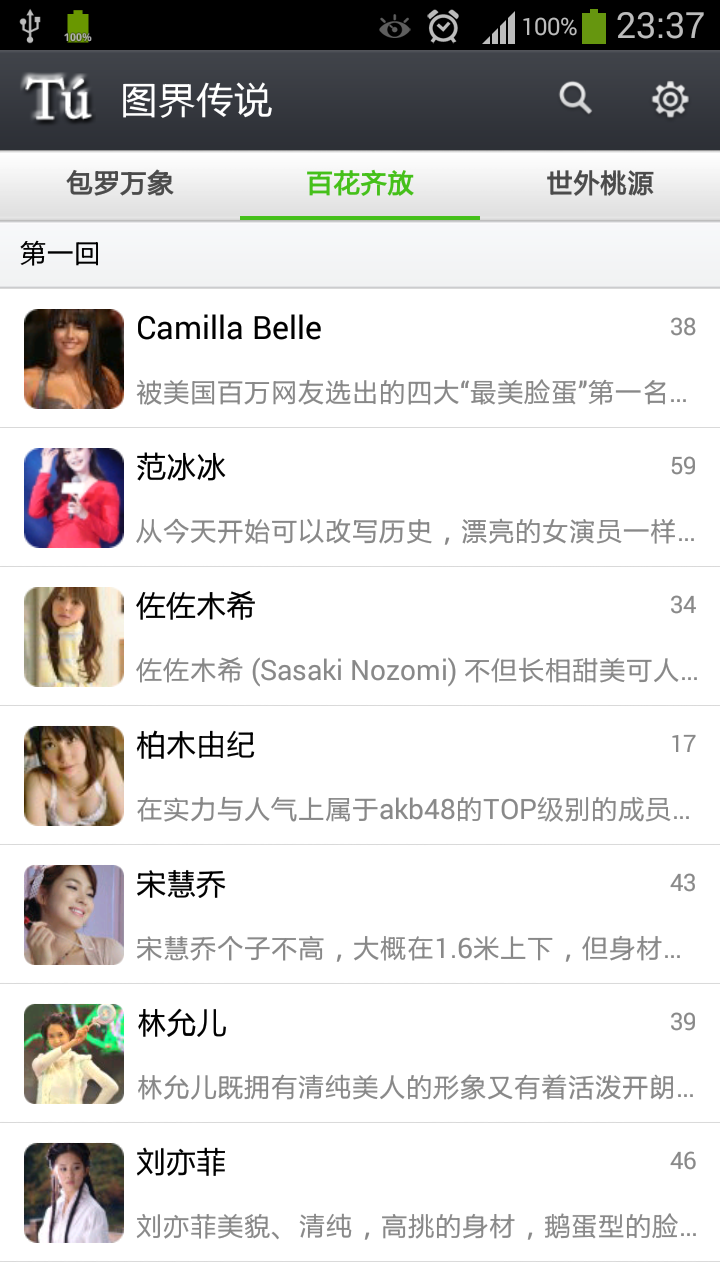 100%
100%
23:37
Tú
图界传说
包罗万象
百花齐放
世外桃源
第一回
Camilla Belle
38
被美国百万网友选出的四大“最美脸蛋”第一名...
范冰冰
59
从今天开始可以改写历史，漂亮的女演员一样...
佐佐木希
34
佐佐木希 (Sasaki Nozomi) 不但长相甜美可人...
柏木由纪
17
在实力与人气上属于akb48的TOP级别的成员...
宋慧乔
43
宋慧乔个子不高，大概在1.6米上下，但身材...
林允儿
39
林允儿既拥有清纯美人的形象又有着活泼开朗...
刘亦菲
46
刘亦菲美貌、清纯，高挑的身材，鹅蛋型的脸...